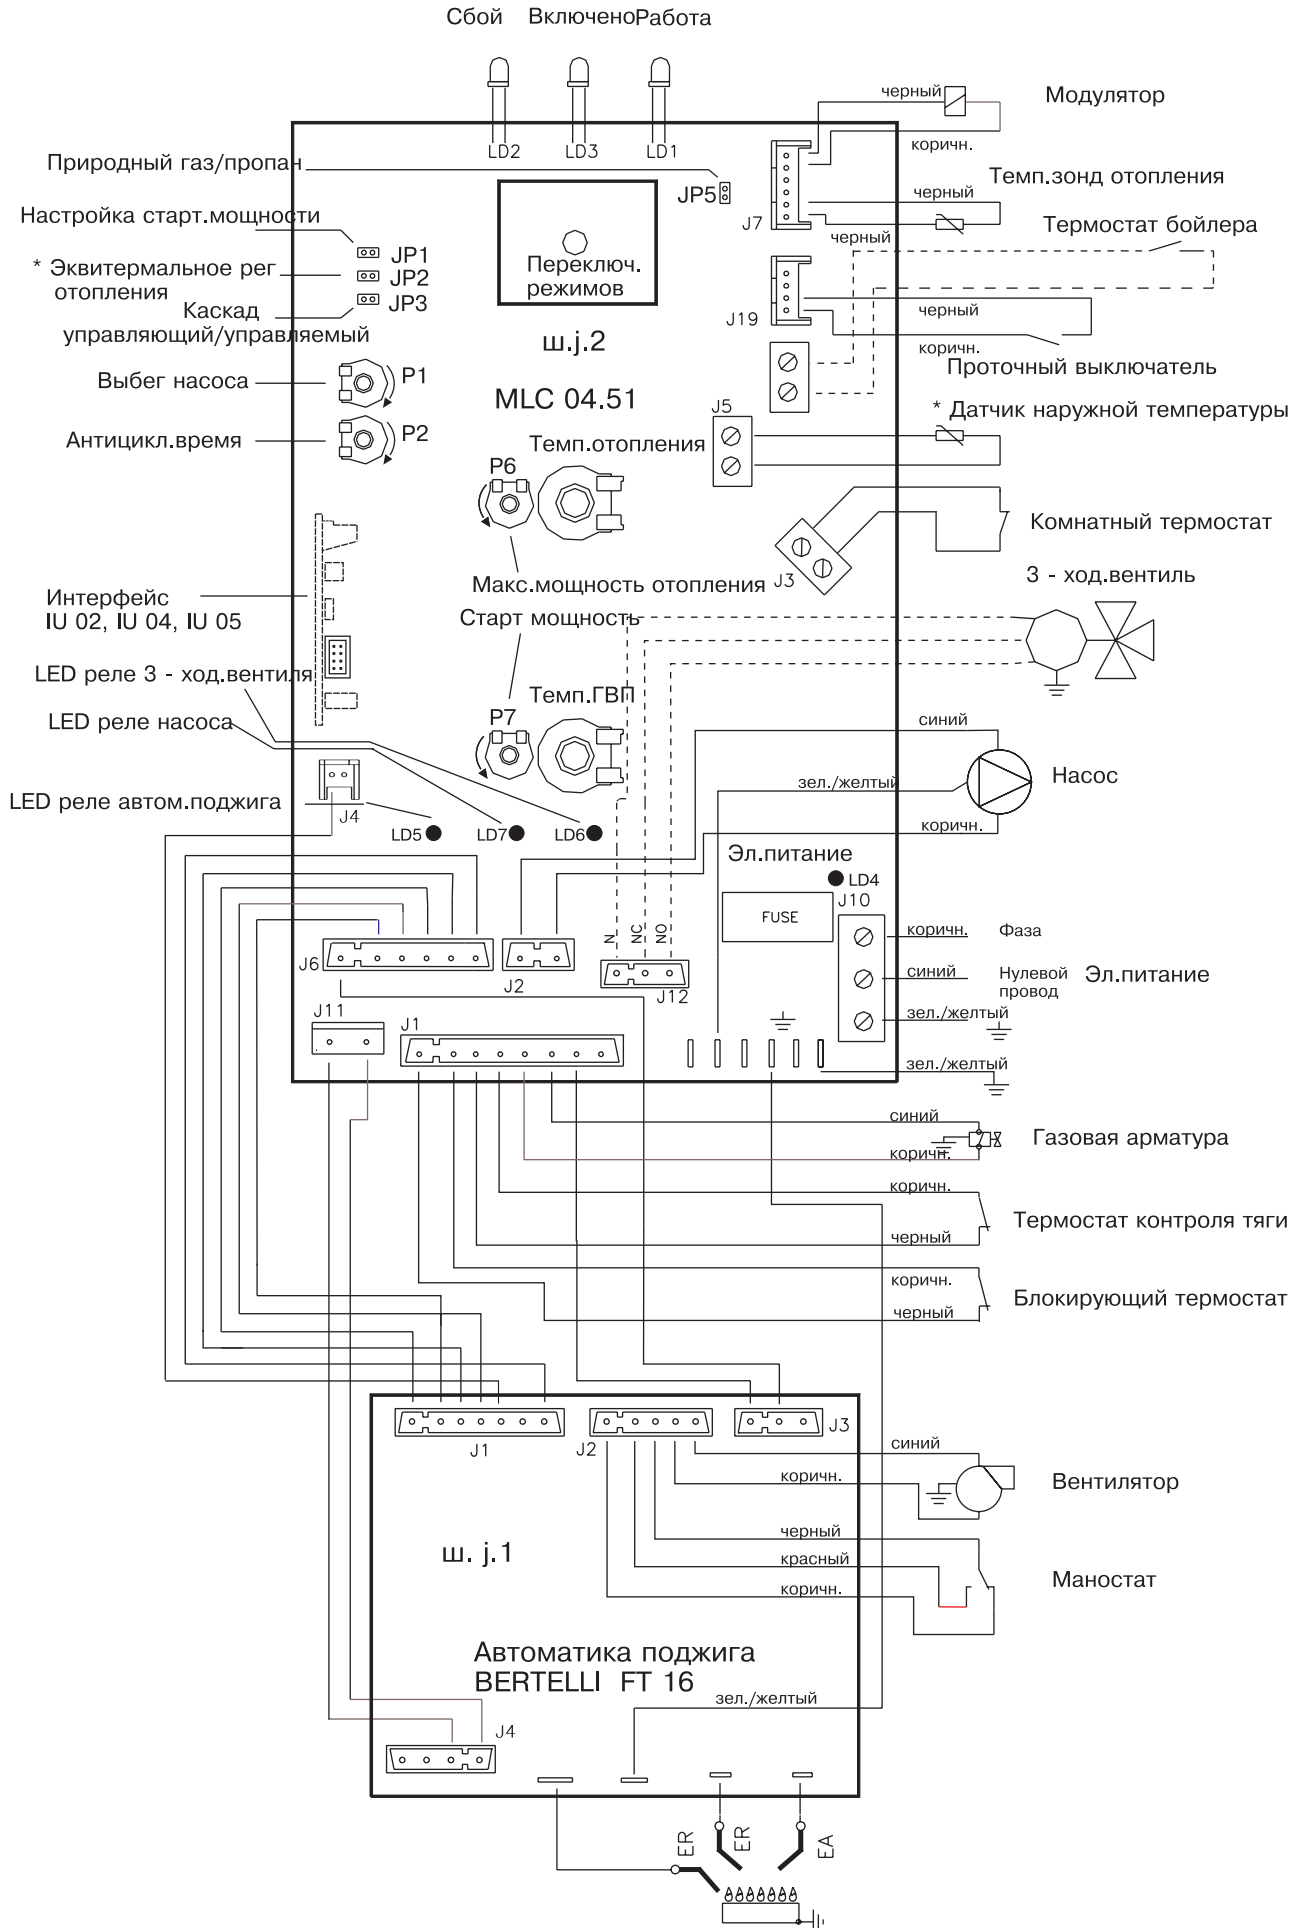 Сбой Включено Работа
LD2 LD3 LD1
черный
Модулятор
коричн.
Природный газ/пропан
JP5
J7
Темп.зонд отопления
черный
черный
Настройка старт.мощности
JP1
Термостат бойлера
* Эквитермальное рег
отопления
JP2
Каскад
управляющий/управляемый
JP3
Переключ.
режимов
J19
черный
коричн.
Проточный выключатель
ш.j.2
Выбег насоса
P1
MLC 04.51
J5
* Датчик наружной температуры
Антицикл.время
P2
Темп.отопления
P6
Комнатный термостат
J3
Макс.мощность отопления
3 - ход.вентиль
Интерфейс
IU 02, IU 04, IU 05
Старт мощность
LED реле 3 - ход.вентиля
Темп.ГВП
P7
LED реле насоса
синий
зел./желтый
Насос
LED реле автом.поджига
J4
LD5
LD7
LD6
коричн.
Эл.питание
LD4
J10
FUSE
коричн.
Фаза
N
NC
NO
J6
J2
J12
синий
Нулевой
провод
Эл.питание
зел./желтый
J11
J1
зел./желтый
синий
Газовая арматура
коричн.
коричн.
Термостат контроля тяги
черный
коричн.
Блокирующий термостат
черный
J1
J2
J3
синий
коричн.
Вентилятор
черный
ш. j.1
красный
коричн.
Маностат
Автоматика поджига
BERTELLI FT 16
зел./желтый
J4
ER
ER
EA